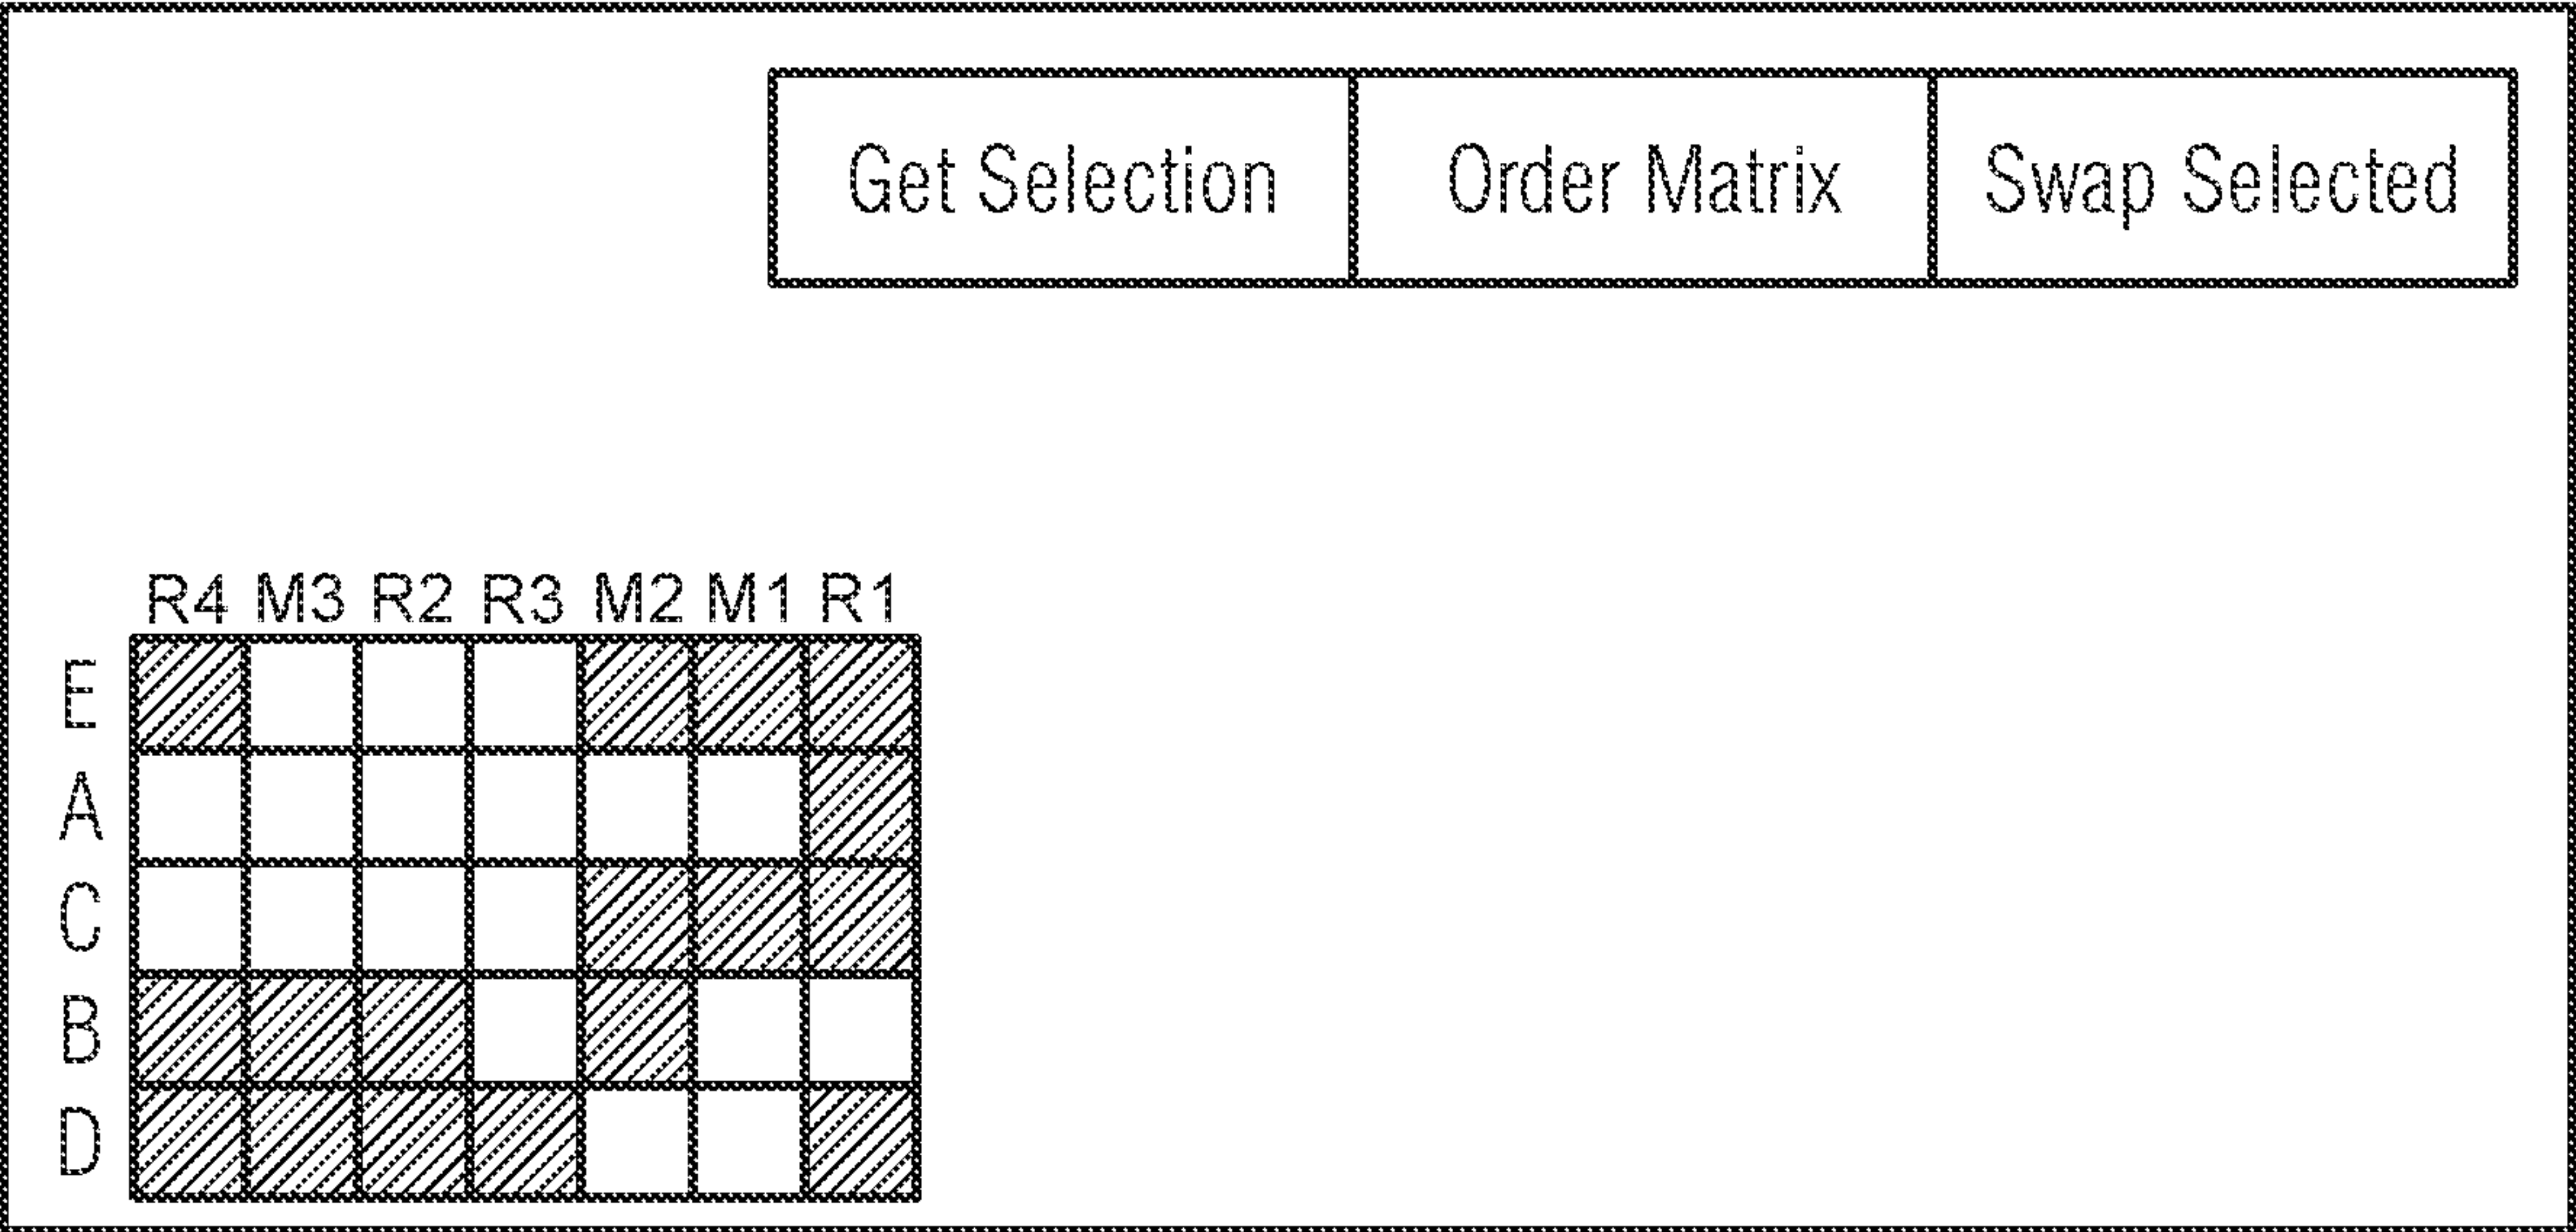 Get Selection Order Matrix Swap Selected
R4 M3 R2 R3 M2 M1 R1
E
A
C
B
D